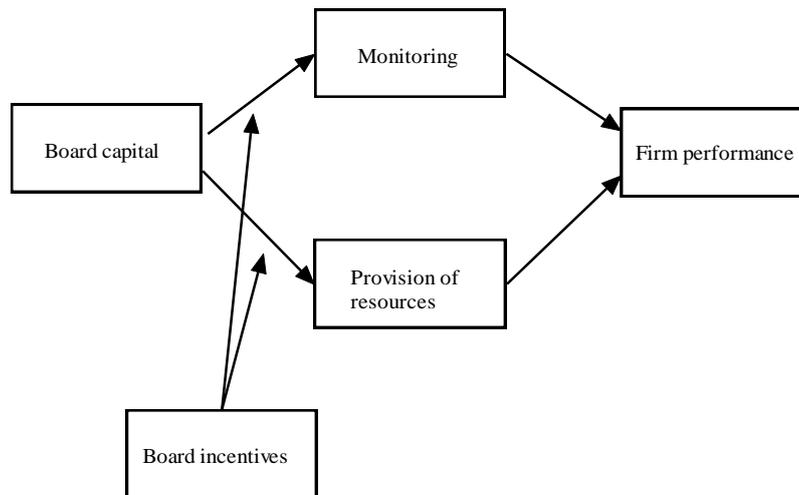 Monitoring
Board capital
Firm performance
Provision of
resources
Board incentives